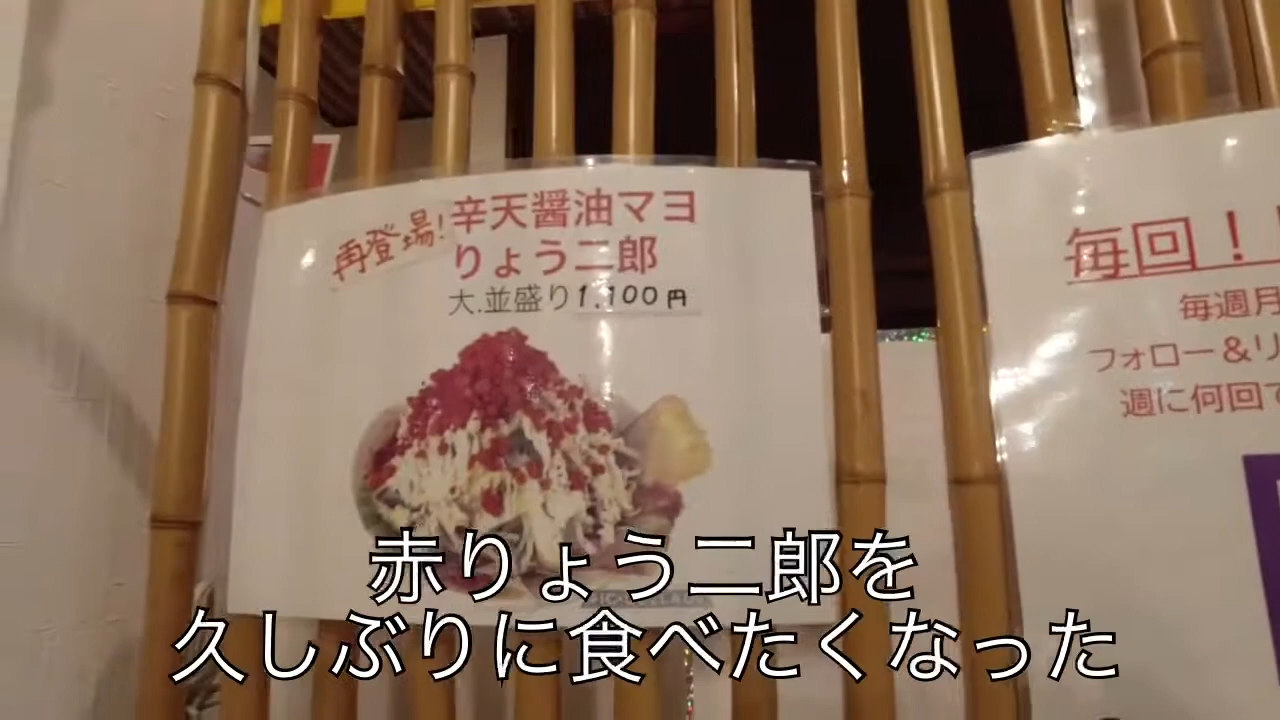 再登場!
辛天醤油マヨ
りょう二郎
大.並盛り1.100円
毎回！
毎週月
フォロー＆リ
週に何回で
赤りょう二郎を
久しぶりに食べたくなった